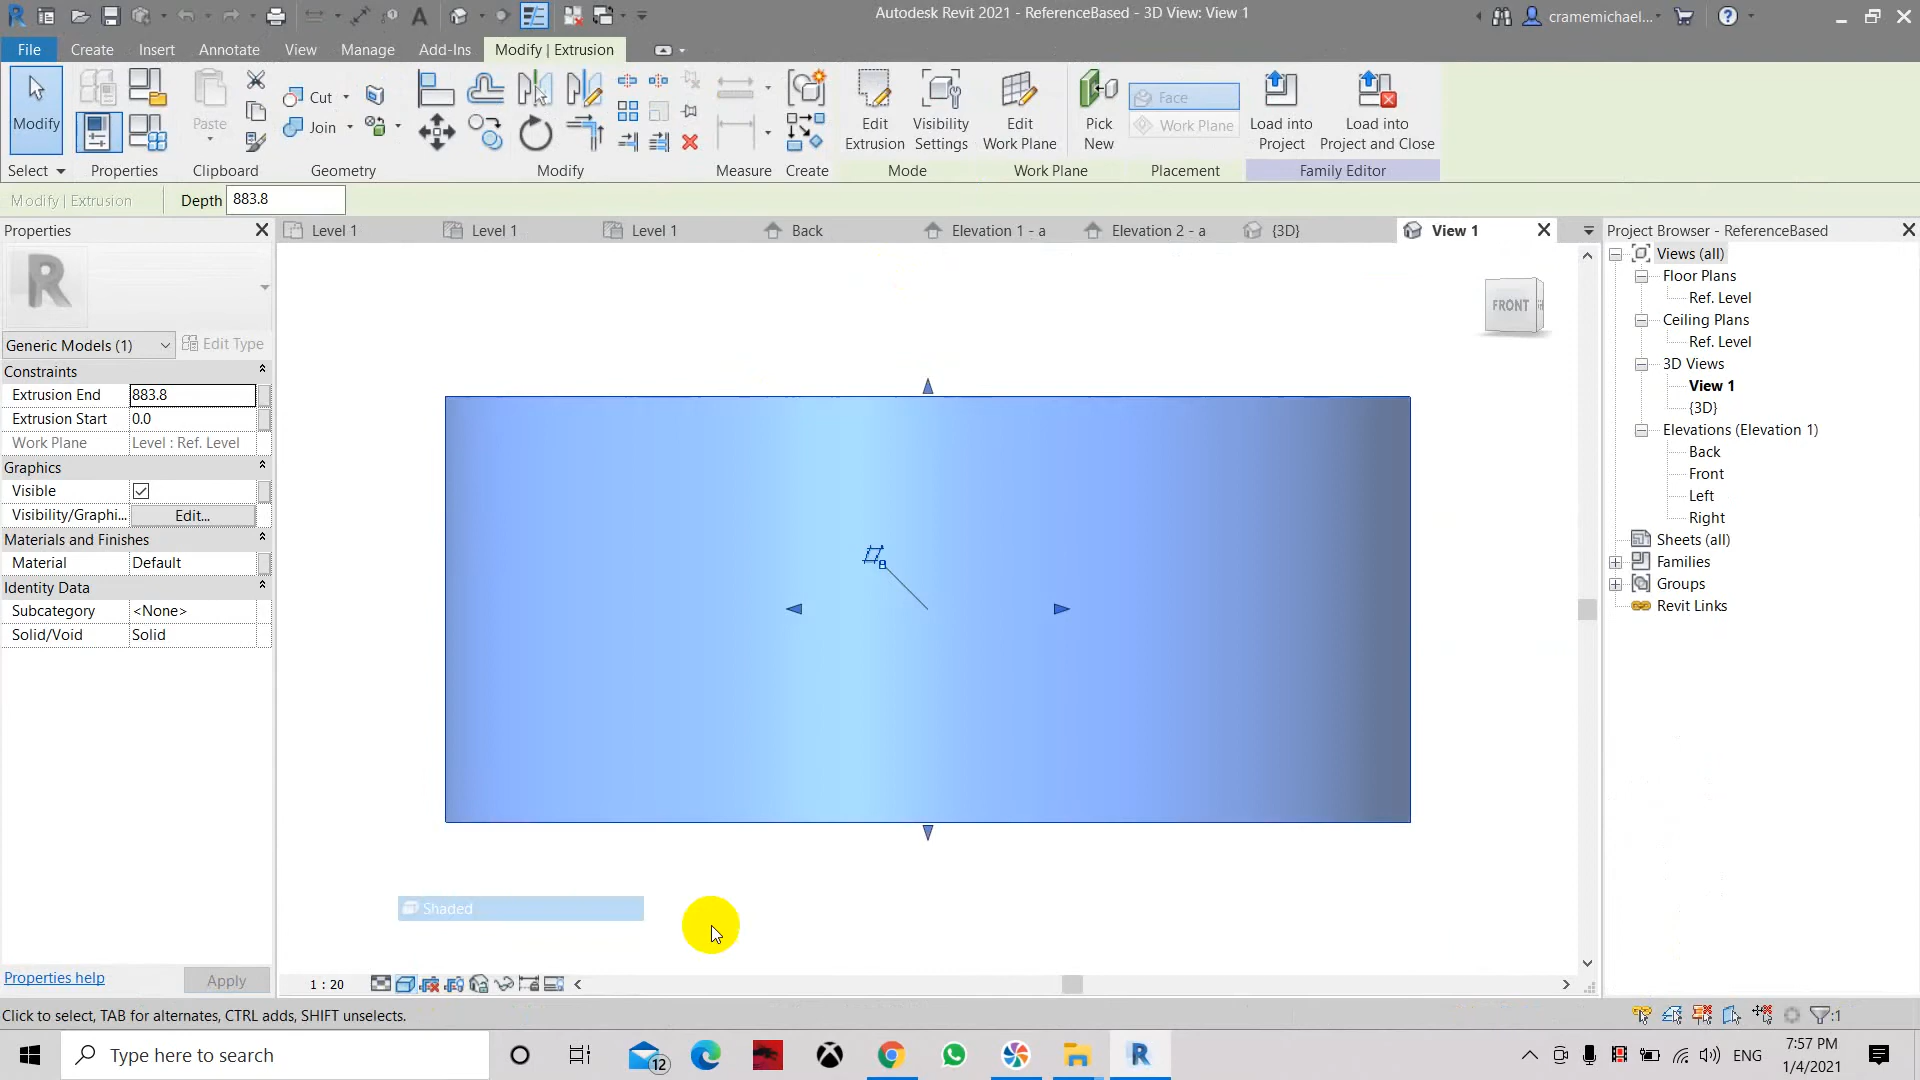 Autodesk Revit 2021 - ReferenceBased - 3D View: View 1
cramemichael...
File Create Insert Annotate View Manage Add-Ins Modify | Extrusion
Modify
Paste
Cut
Join
Edit Extrusion
Visibility Settings
Edit Work Plane
Pick New
Face
Work Plane
Load into Project
Load into Project and Close
Select Properties Clipboard Geometry Modify Measure Create Mode Work Plane Placement Family Editor
Modify | Extrusion Depth 883.8
Properties
Level 1 Level 1 Level 1 Back Elevation 1 - a Elevation 2 - a {3D} View 1
R
Generic Models (1) Edit Type
Constraints
Extrusion End 883.8
Extrusion Start 0.0
Work Plane Level : Ref. Level
Graphics
Visible
Visibility/Graphi... Edit...
Materials and Finishes
Material Default
Identity Data
Subcategory <None>
Solid/Void Solid
Properties help Apply
FRONT
Shaded
1 : 20
Project Browser - ReferenceBased
Views (all)
Floor Plans
Ref. Level
Ceiling Plans
Ref. Level
3D Views
View 1
{3D}
Elevations (Elevation 1)
Back
Front
Left
Right
Sheets (all)
Families
Groups
Revit Links
Click to select, TAB for alternates, CTRL adds, SHIFT unselects.
:1
Type here to search
12
ENG
7:57 PM
1/4/2021